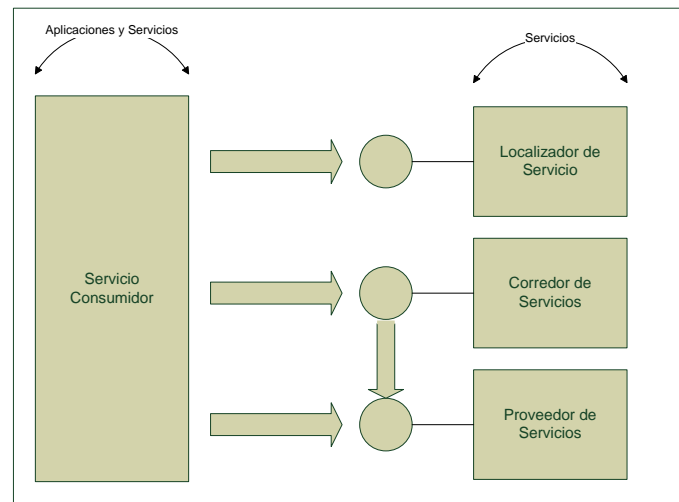 Aplicaciones y Servicios
Servicios
Localizador de
Servicio
Servicio
Consumidor
Corredor de
Servicios
Proveedor de
Servicios